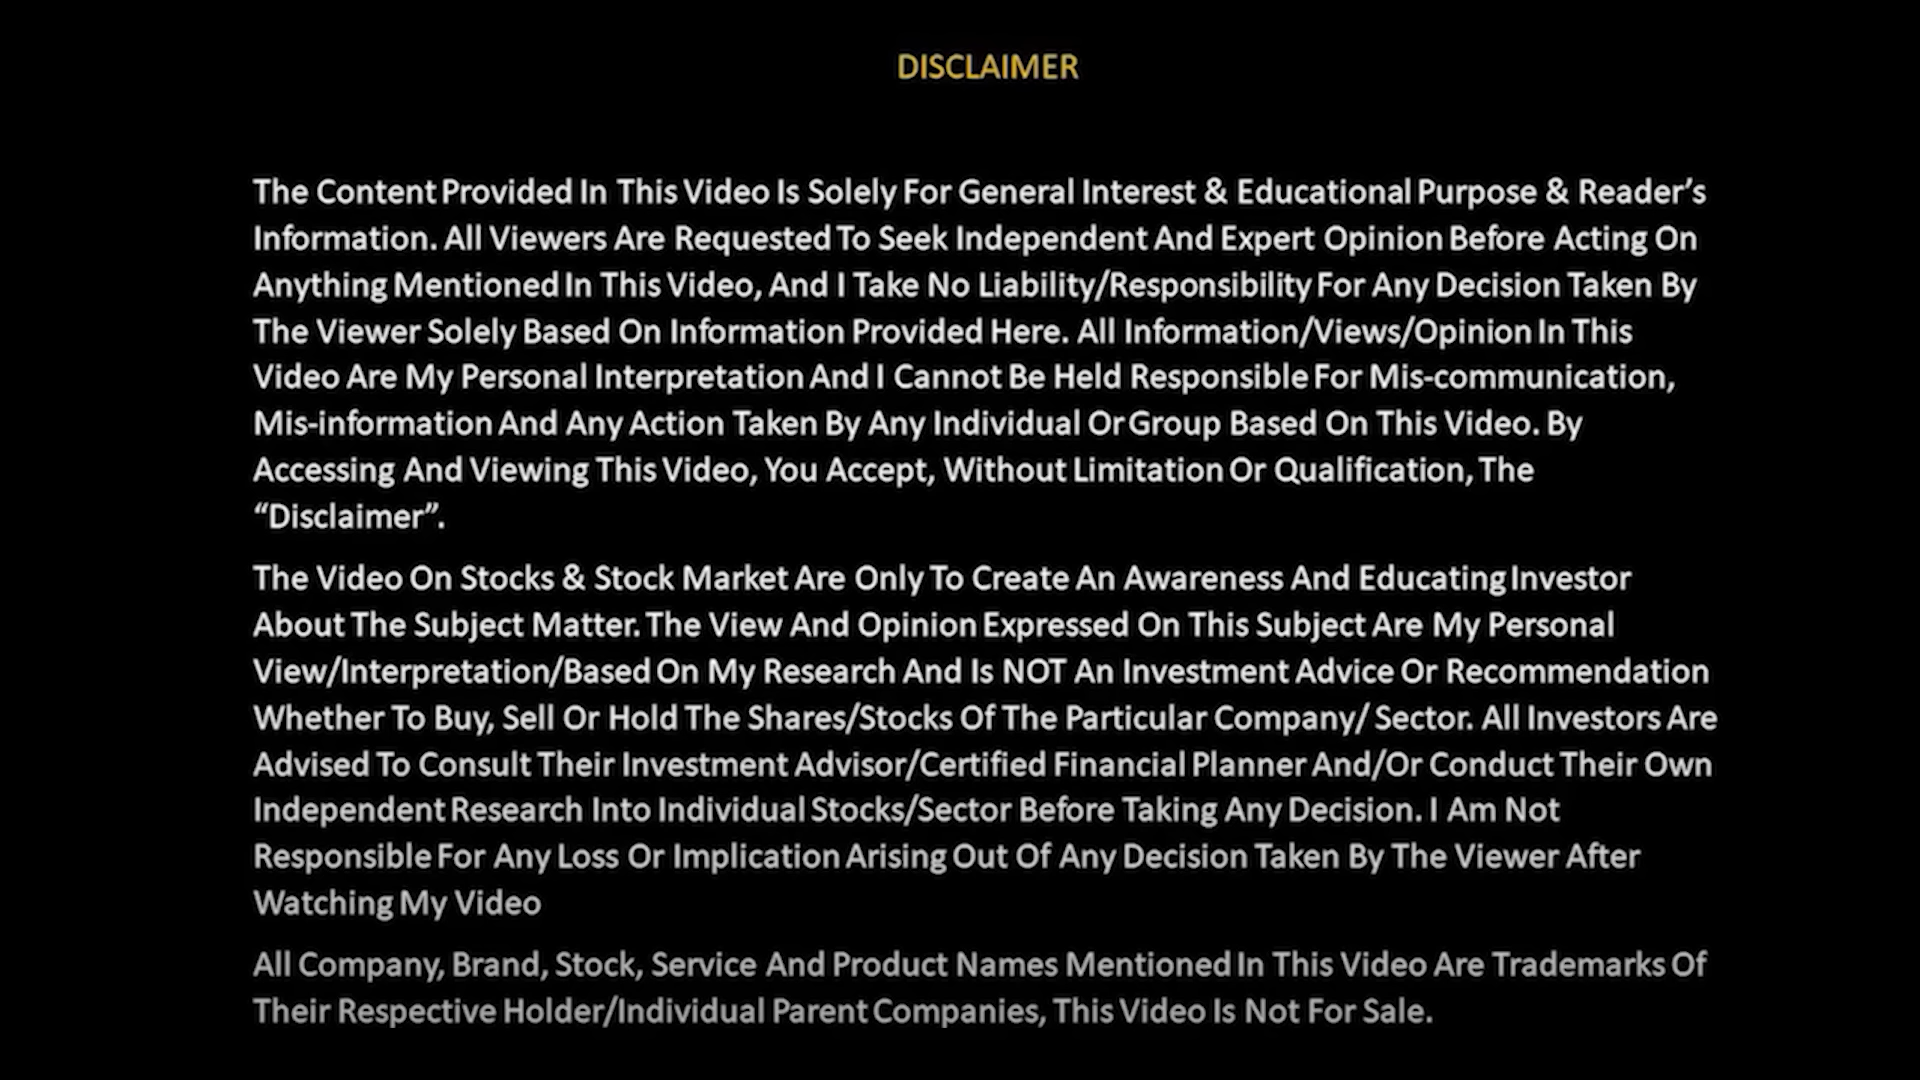 DISCLAIMER
The Content Provided In This Video Is Solely For General Interest & Educational Purpose & Reader's
Information. All Viewers Are Requested To Seek Independent And Expert Opinion Before Acting On
Anything Mentioned In This Video, And I Take No Liability/Responsibility For Any Decision Taken By
The Viewer Solely Based On Information Provided Here. All Information/Views/Opinion In This
Video Are My Personal Interpretation And I Cannot Be Held Responsible For Mis-communication,
Mis-information And Any Action Taken By Any Individual Or Group Based On This Video. By
Accessing And Viewing This Video, You Accept, Without Limitation Or Qualification, The
“Disclaimer”.
The Video On Stocks & Stock Market Are Only To Create An Awareness And Educating Investor
About The Subject Matter. The View And Opinion Expressed On This Subject Are My Personal
View/Interpretation/Based On My Research And Is NOT An Investment Advice Or Recommendation
Whether To Buy, Sell Or Hold The Shares/Stocks Of The Particular Company/ Sector. All Investors Are
Advised To Consult Their Investment Advisor/Certified Financial Planner And/Or Conduct Their Own
Independent Research Into Individual Stocks/Sector Before Taking Any Decision. I Am Not
Responsible For Any Loss Or Implication Arising Out Of Any Decision Taken By The Viewer After
Watching My Video
All Company, Brand, Stock, Service And Product Names Mentioned In This Video Are Trademarks Of
Their Respective Holder/Individual Parent Companies, This Video Is Not For Sale.